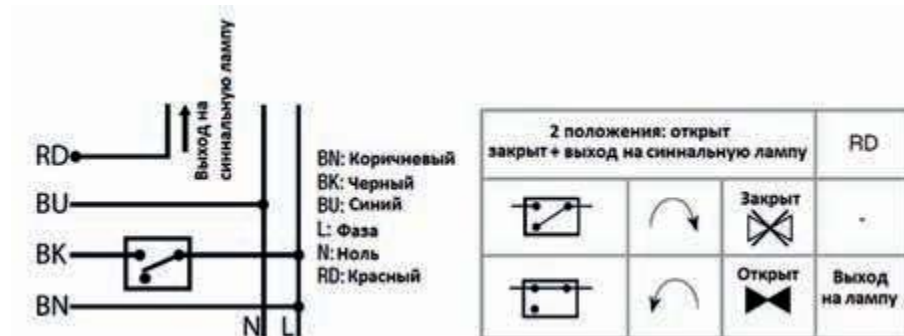 Выход на
синнальную лампу
RD
BU
BK
BN
N L
BN: Коричневый
BK: Черный
BU: Синий
L: Фаза
N: Ноль
RD: Красный
2 положения: открыт
закрыт + выход на синнальную лампу
RD
Закрыт
-
Открыт
Выход
на лампу